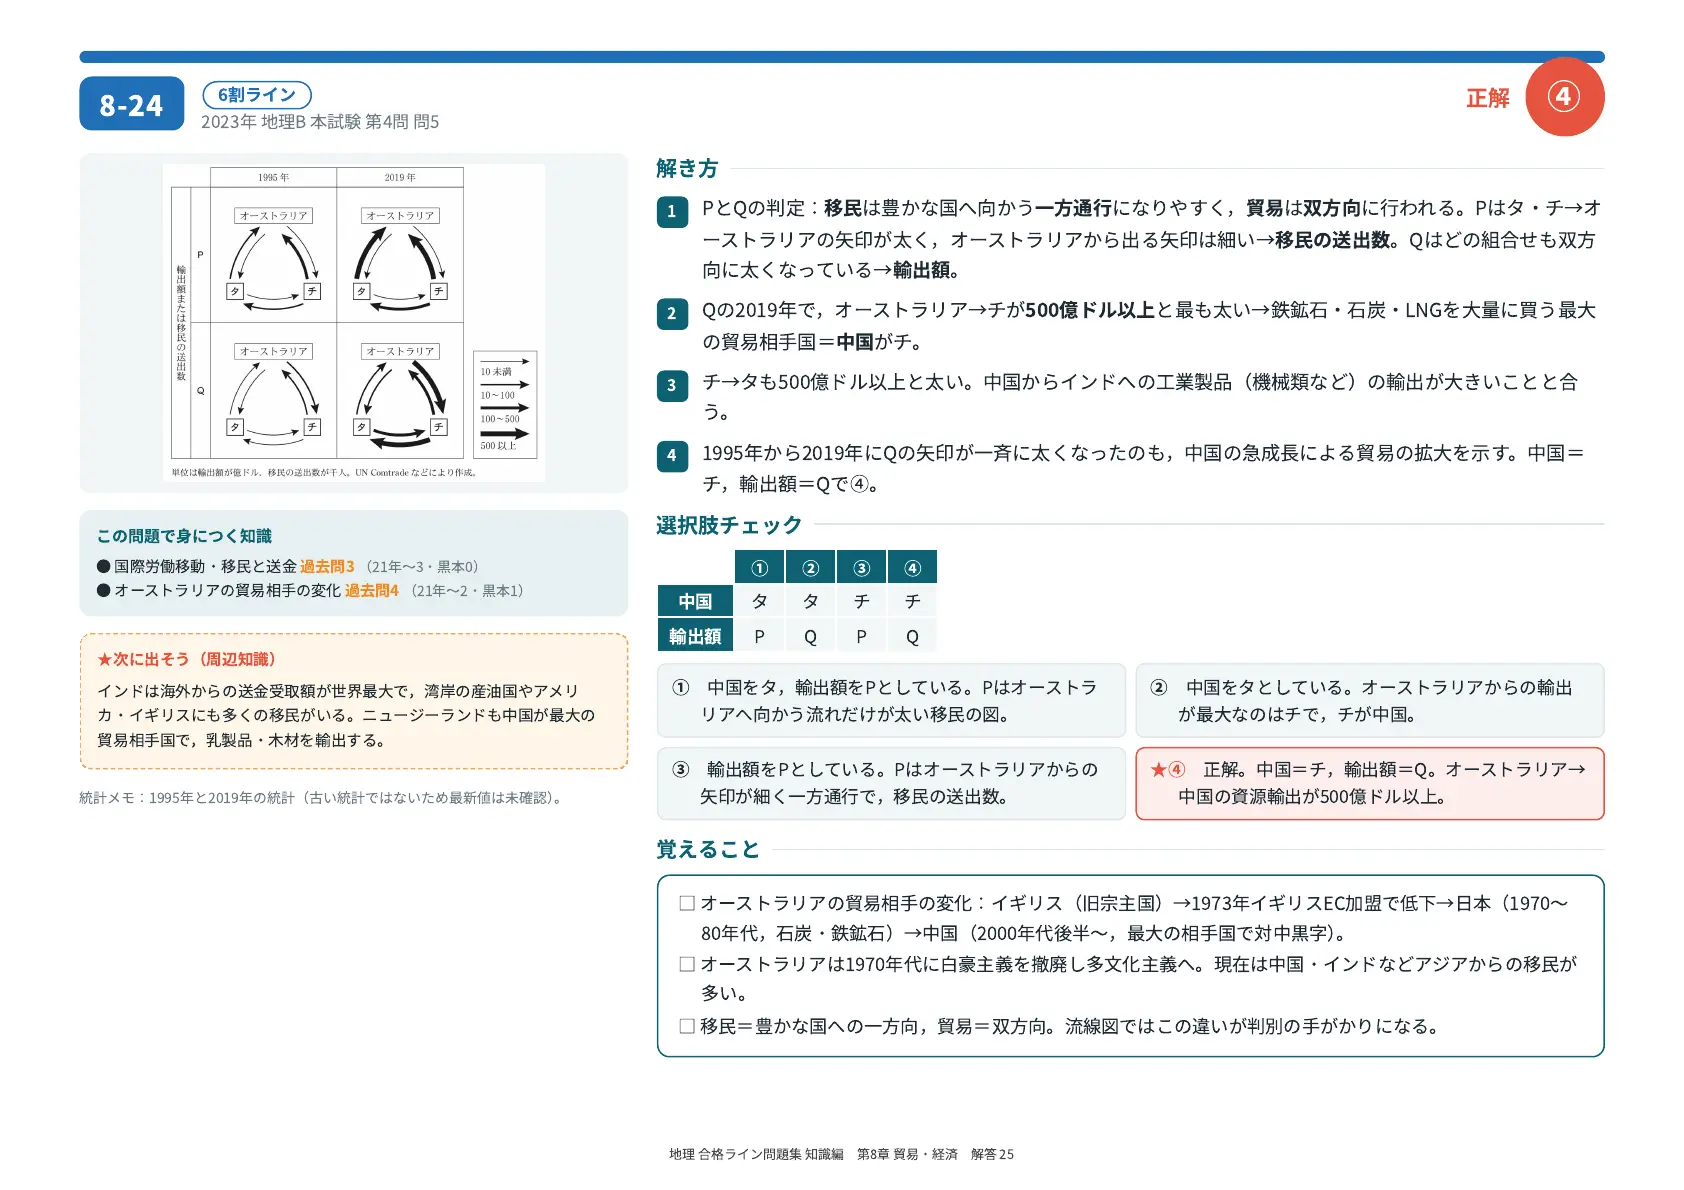 8-24
6割ライン
2023年 地理B 本試験 第4問 問5
正解 ④
1995 年
2019 年
輸出額または移民の送出数
P
オーストラリア
タ
チ
オーストラリア
タ
チ
Q
オーストラリア
タ
チ
オーストラリア
タ
チ
10 未満
10～100
100～500
500 以上
単位は輸出額が億ドル、移民の送出数が千人。UN Comtrade などにより作成。
この問題で身につく知識
● 国際労働移動・移民と送金 過去問3 （21年〜3・黒本0）
● オーストラリアの貿易相手の変化 過去問4 （21年〜2・黒本1）
★次に出そう（周辺知識）
インドは海外からの送金受取額が世界最大で，湾岸の産油国やアメリ
カ・イギリスにも多くの移民がいる。ニュージーランドも中国が最大の
貿易相手国で，乳製品・木材を輸出する。
統計メモ：1995年と2019年の統計（古い統計ではないため最新値は未確認）。
解き方
1 PとQの判定：移民は豊かな国へ向かう一方通行になりやすく，貿易は双方向に行われる。Pはタ・チ→オ
ーストラリアの矢印が太く，オーストラリアから出る矢印は細い→移民の送出数。Qはどの組合せも双方
向に太くなっている→輸出額。
2 Qの2019年で，オーストラリア→チが500億ドル以上と最も太い→鉄鉱石・石炭・LNGを大量に買う最大
の貿易相手国＝中国がチ。
3 チ→タも500億ドル以上と太い。中国からインドへの工業製品（機械類など）の輸出が大きいことと合
う。
4 1995年から2019年にQの矢印が一斉に太くなったのも，中国の急成長による貿易の拡大を示す。中国＝
チ，輸出額＝Qで④。
選択肢チェック
① ② ③ ④
中国 タ タ チ チ
輸出額 P Q P Q
① 中国をタ，輸出額をPとしている。Pはオーストラ
リアへ向かう流れだけが太い移民の図。
② 中国をタとしている。オーストラリアからの輸出
が最大なのはチで，チが中国。
③ 輸出額をPとしている。Pはオーストラリアからの
矢印が細く一方通行で，移民の送出数。
★④ 正解。中国＝チ，輸出額＝Q。オーストラリア→
中国の資源輸出が500億ドル以上。
覚えること
□ オーストラリアの貿易相手の変化：イギリス（旧宗主国）→1973年イギリスEC加盟で低下→日本（1970〜
80年代，石炭・鉄鉱石）→中国（2000年代後半〜，最大の相手国で対中黒字）。
□ オーストラリアは1970年代に白豪主義を撤廃し多文化主義へ。現在は中国・インドなどアジアからの移民が
多い。
□ 移民＝豊かな国への一方向，貿易＝双方向。流線図ではこの違いが判別の手がかりになる。
地理 合格ライン問題集 知識編 第8章 貿易・経済 解答 25